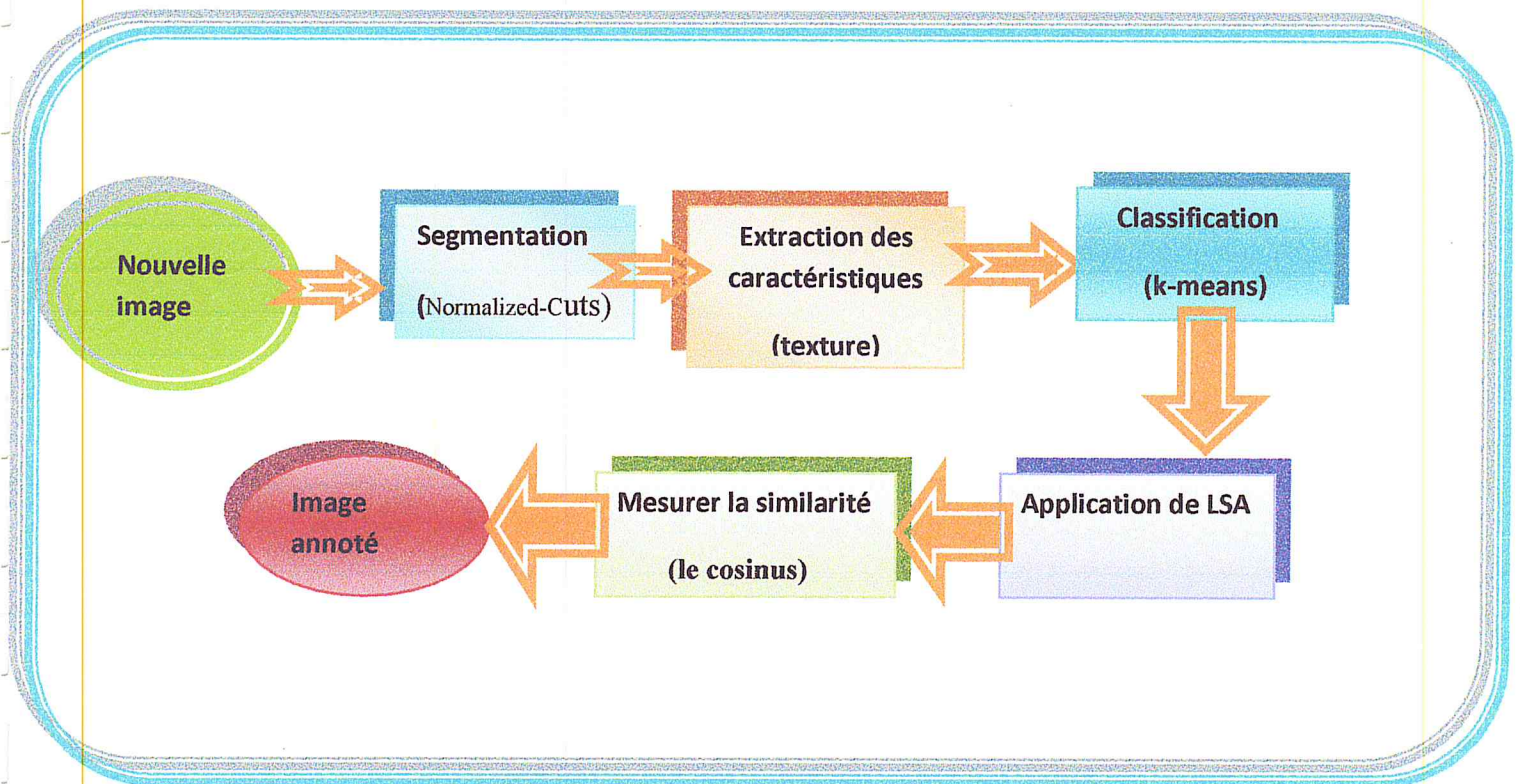 Nouvelle
image
Segmentation
(Normalized-Cuts)
Extraction des
caractéristiques
(texture)
Classification
(k-means)
Application de LSA
Mesurer la similarité
(le cosinus)
Image
annoté